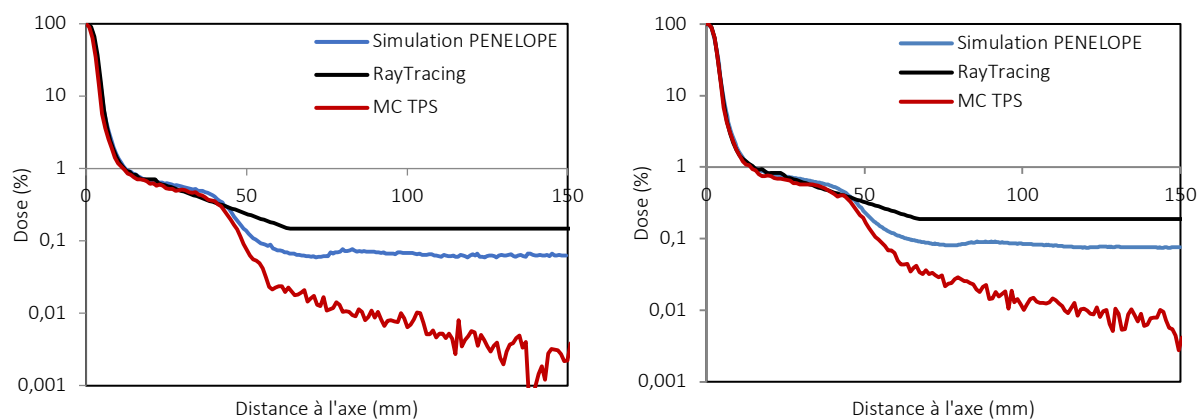 100
10
1
0,1
0,01
0,001
Dose (%)
0
50
100
150
Distance à l'axe (mm)
Simulation PENELOPE
RayTracing
MC TPS
100
10
1
0,1
0,01
0,001
Dose (%)
0
50
100
150
Distance à l'axe (mm)
Simulation PENELOPE
RayTracing
MC TPS